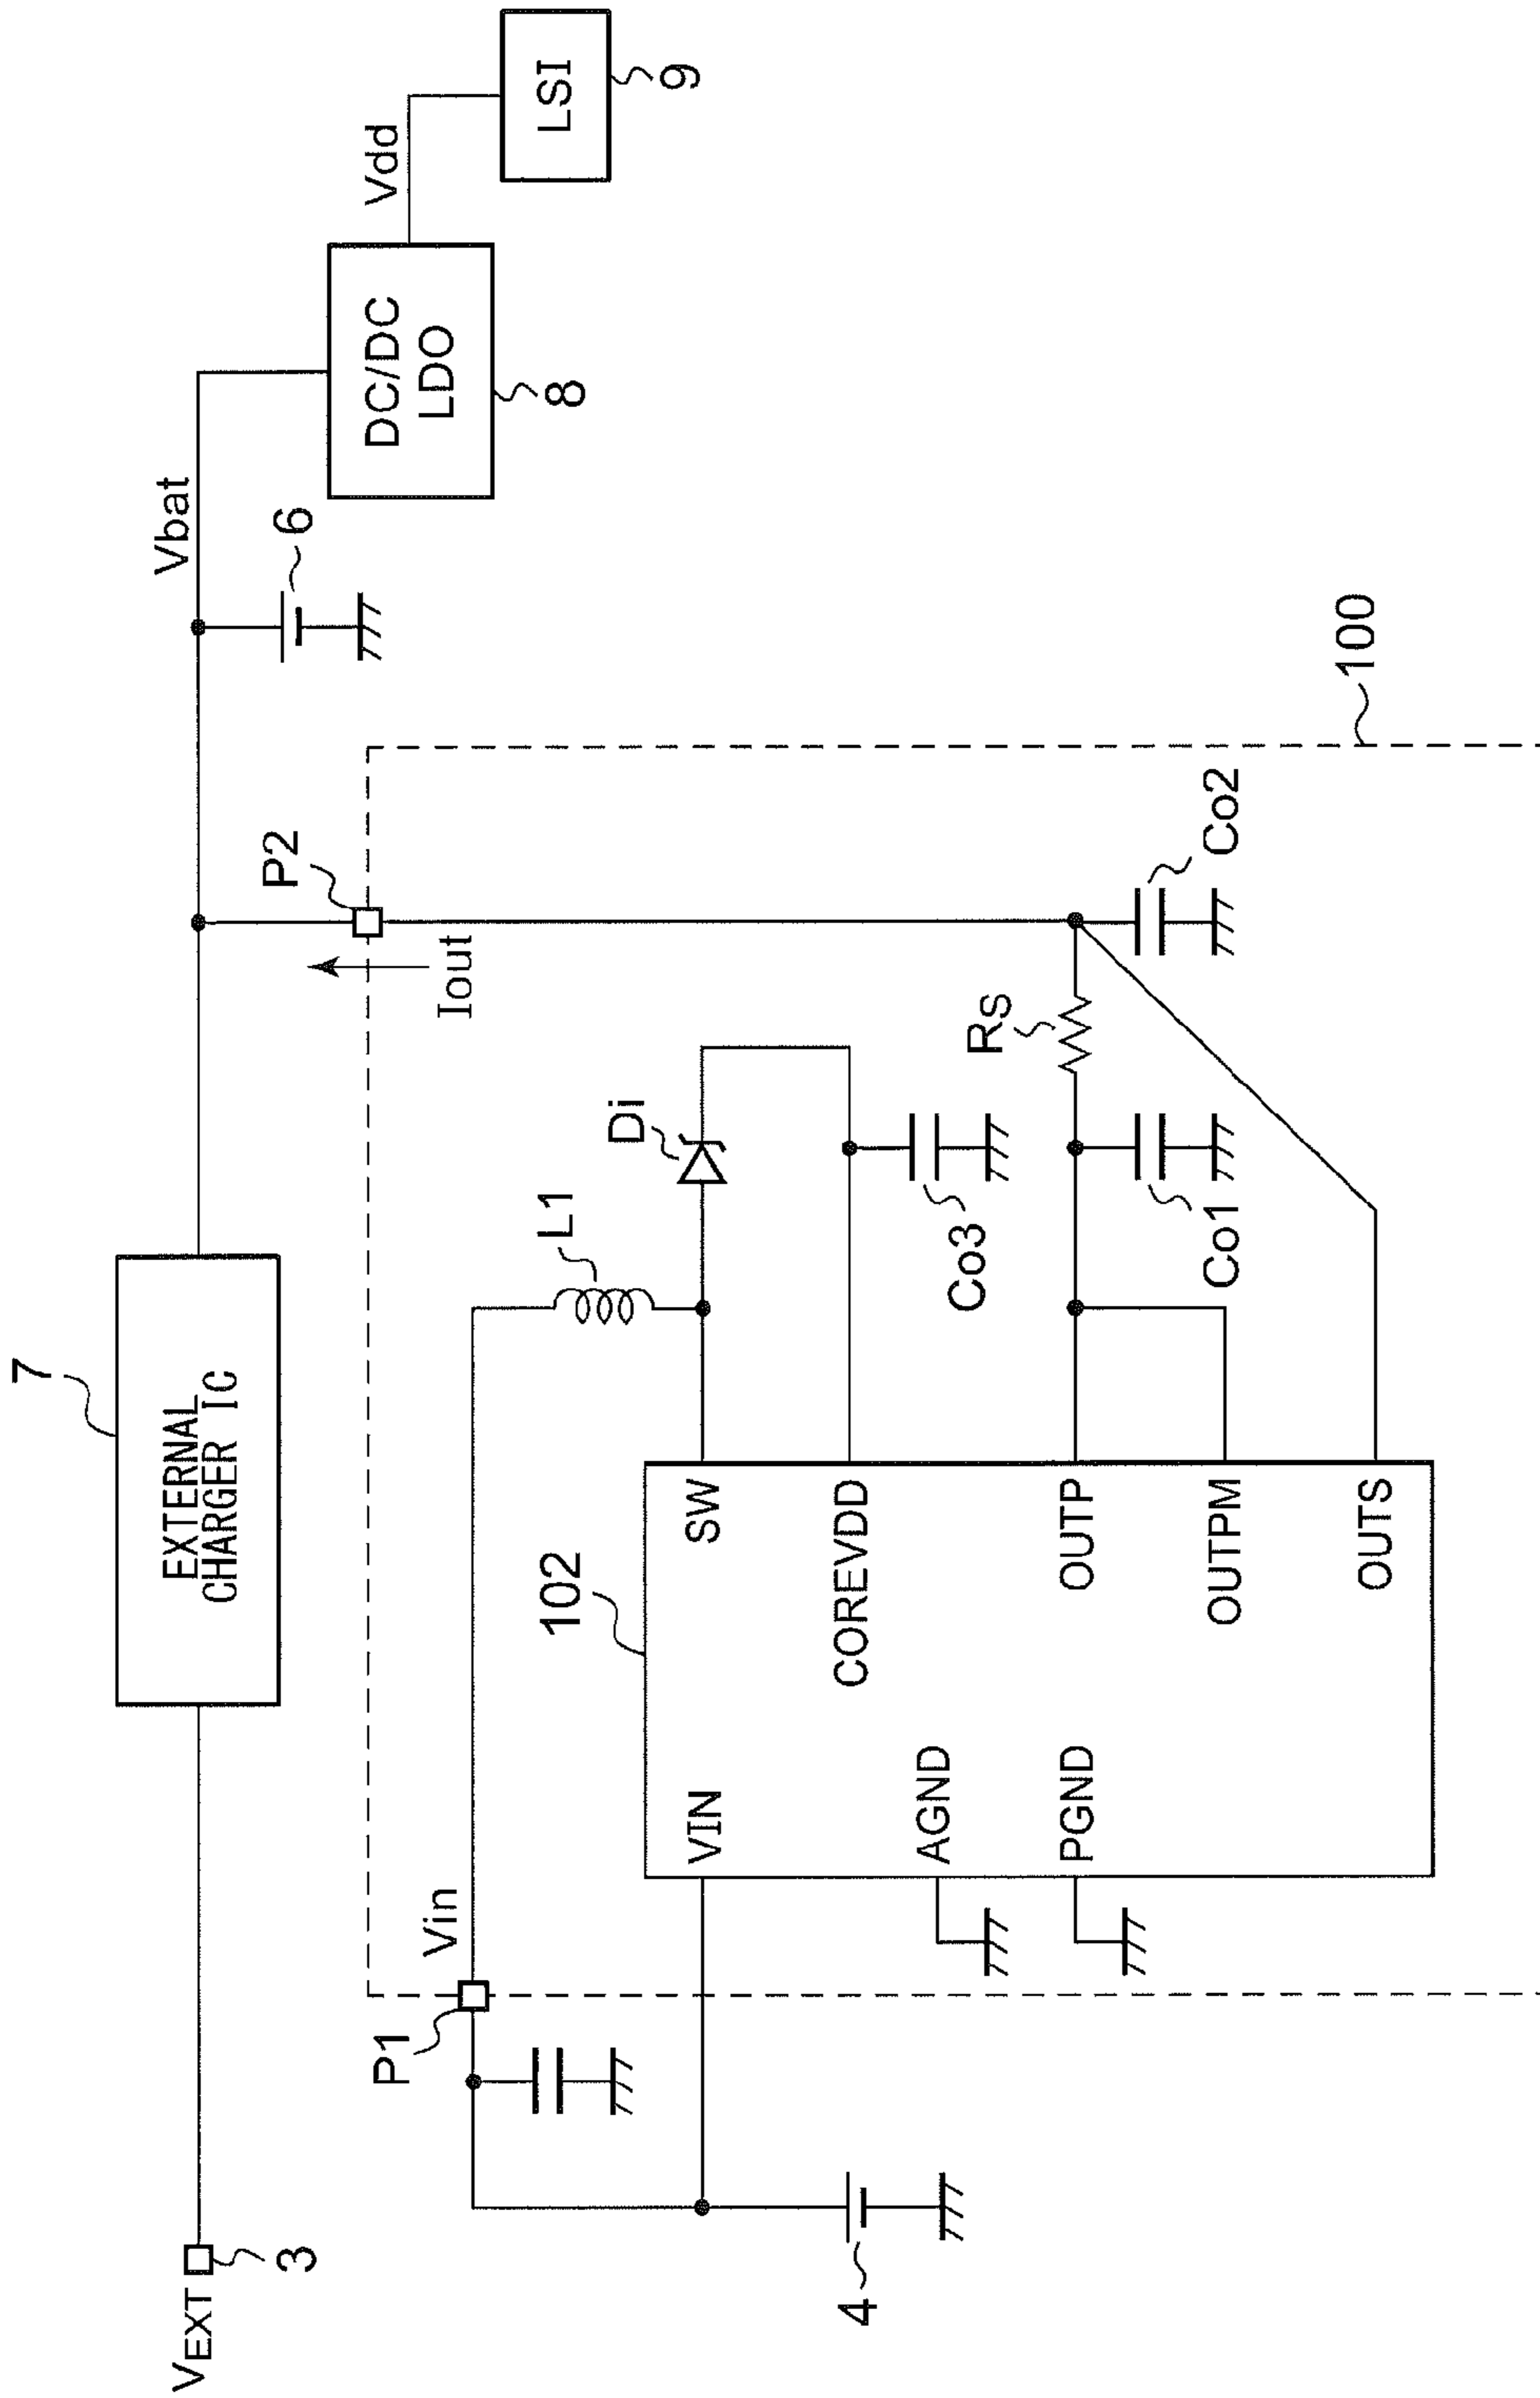 7
EXTERNAL
CHARGER IC
VEXT
3
Vbat
6
DC/DC
LDO
8
Vdd
LSI
9
P1
Vin
4
102
VIN
AGND
PGND
SW
COREVDD
OUTP
OUTPM
OUTS
L1
Di
Co3
Rs
Co1
Co2
P2
Iout
100